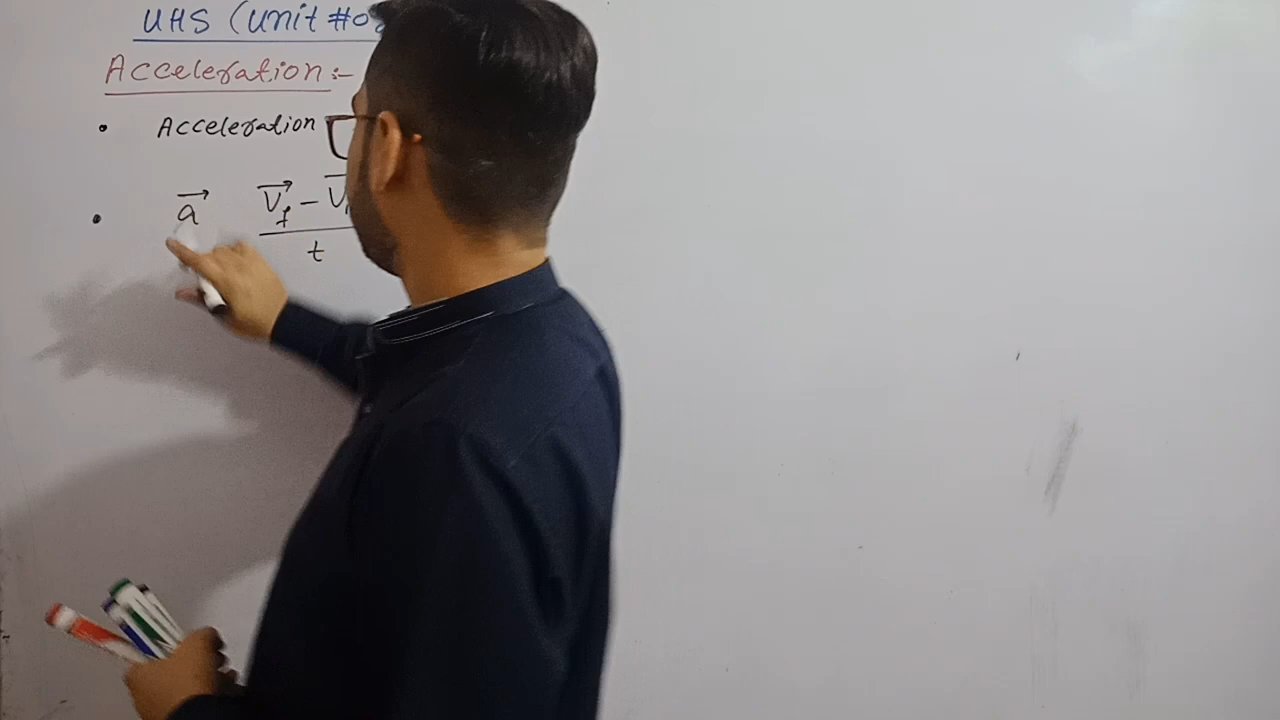 UHS (Unit #0
Acceleration :-
• Acceleration
• a⃗ V⃗f - V⃗
t